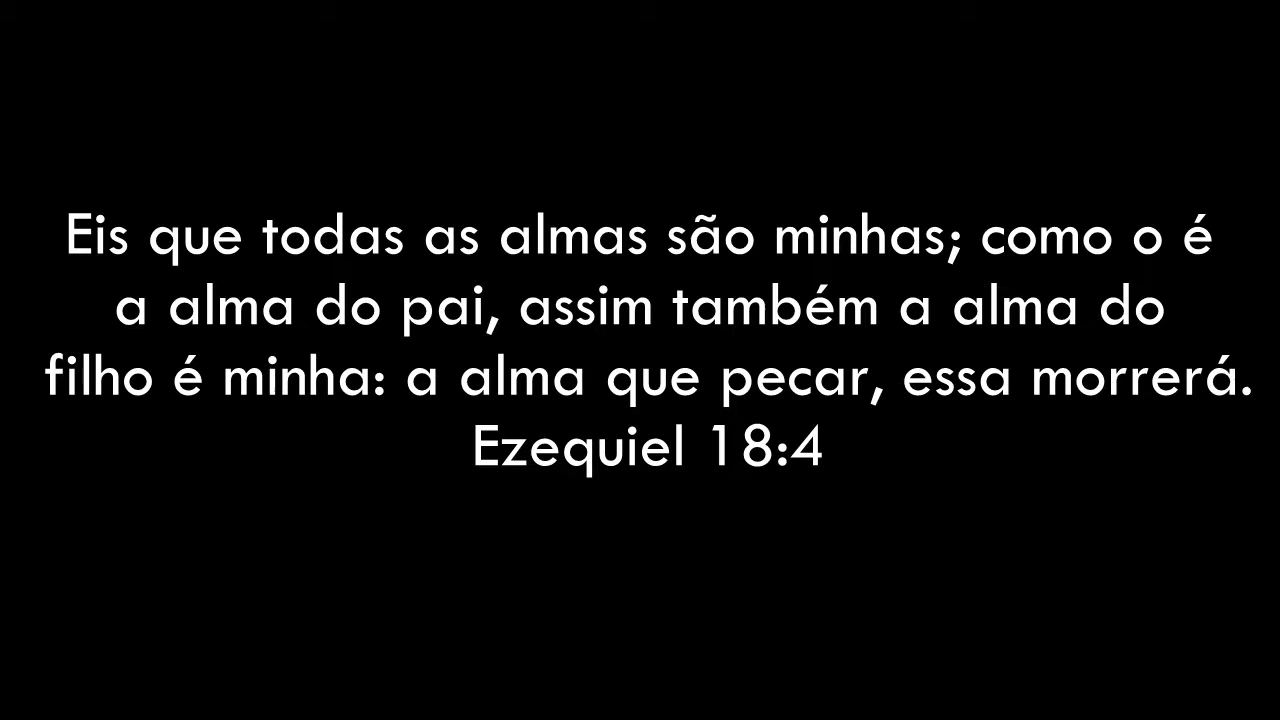 Eis que todas as almas são minhas; como o é
a alma do pai, assim também a alma do
filho é minha: a alma que pecar, essa morrerá.
Ezequiel 18:4